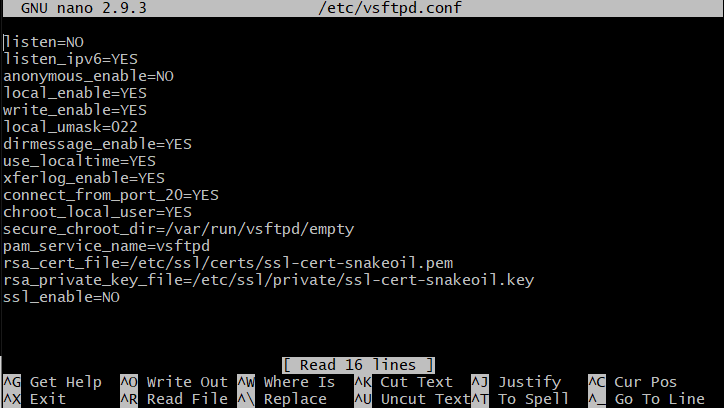 GNU nano 2.9.3 /etc/vsftpd.conf
listen=NO
listen_ipv6=YES
anonymous_enable=NO
local_enable=YES
write_enable=YES
local_umask=022
dirmessage_enable=YES
use_localtime=YES
xferlog_enable=YES
connect_from_port_20=YES
chroot_local_user=YES
secure_chroot_dir=/var/run/vsftpd/empty
pam_service_name=vsftpd
rsa_cert_file=/etc/ssl/certs/ssl-cert-snakeoil.pem
rsa_private_key_file=/etc/ssl/private/ssl-cert-snakeoil.key
ssl_enable=NO
[ Read 16 lines ]
^G Get Help ^O Write Out ^W Where Is ^K Cut Text ^J Justify ^C Cur Pos
^X Exit ^R Read File ^\ Replace ^U Uncut Text^T To Spell ^_ Go To Line